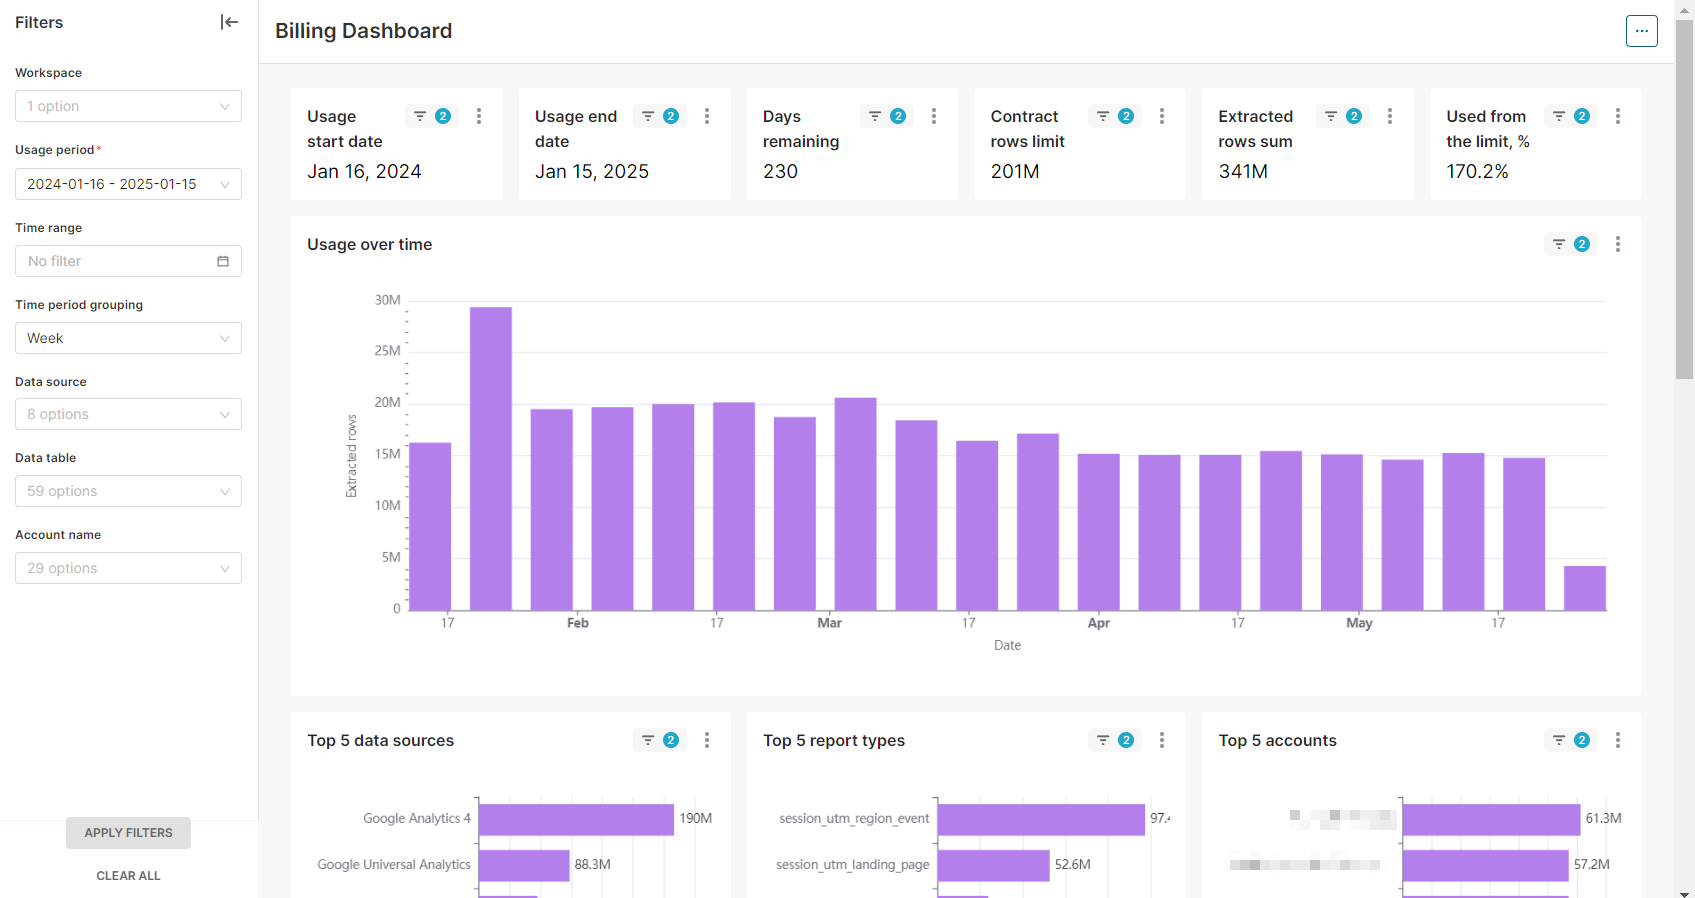 Filters
Workspace
1 option
Usage period*
2024-01-16 - 2025-01-15
Time range
No filter
Time period grouping
Week
Data source
8 options
Data table
59 options
Account name
29 options
APPLY FILTERS
CLEAR ALL
Billing Dashboard
...
Usage start date
2
Jan 16, 2024
Usage end date
2
Jan 15, 2025
Days remaining
2
230
Contract rows limit
2
201M
Extracted rows sum
2
341M
Used from the limit, %
2
170.2%
Usage over time
2
30M
25M
20M
15M
10M
5M
0
Extracted rows
17
Feb
17
Mar
17
Apr
17
May
17
Date
Top 5 data sources
2
Google Analytics 4
190M
Google Universal Analytics
88.3M
Top 5 report types
2
session_utm_region_event
97.
session_utm_landing_page
52.6M
Top 5 accounts
2
61.3M
57.2M